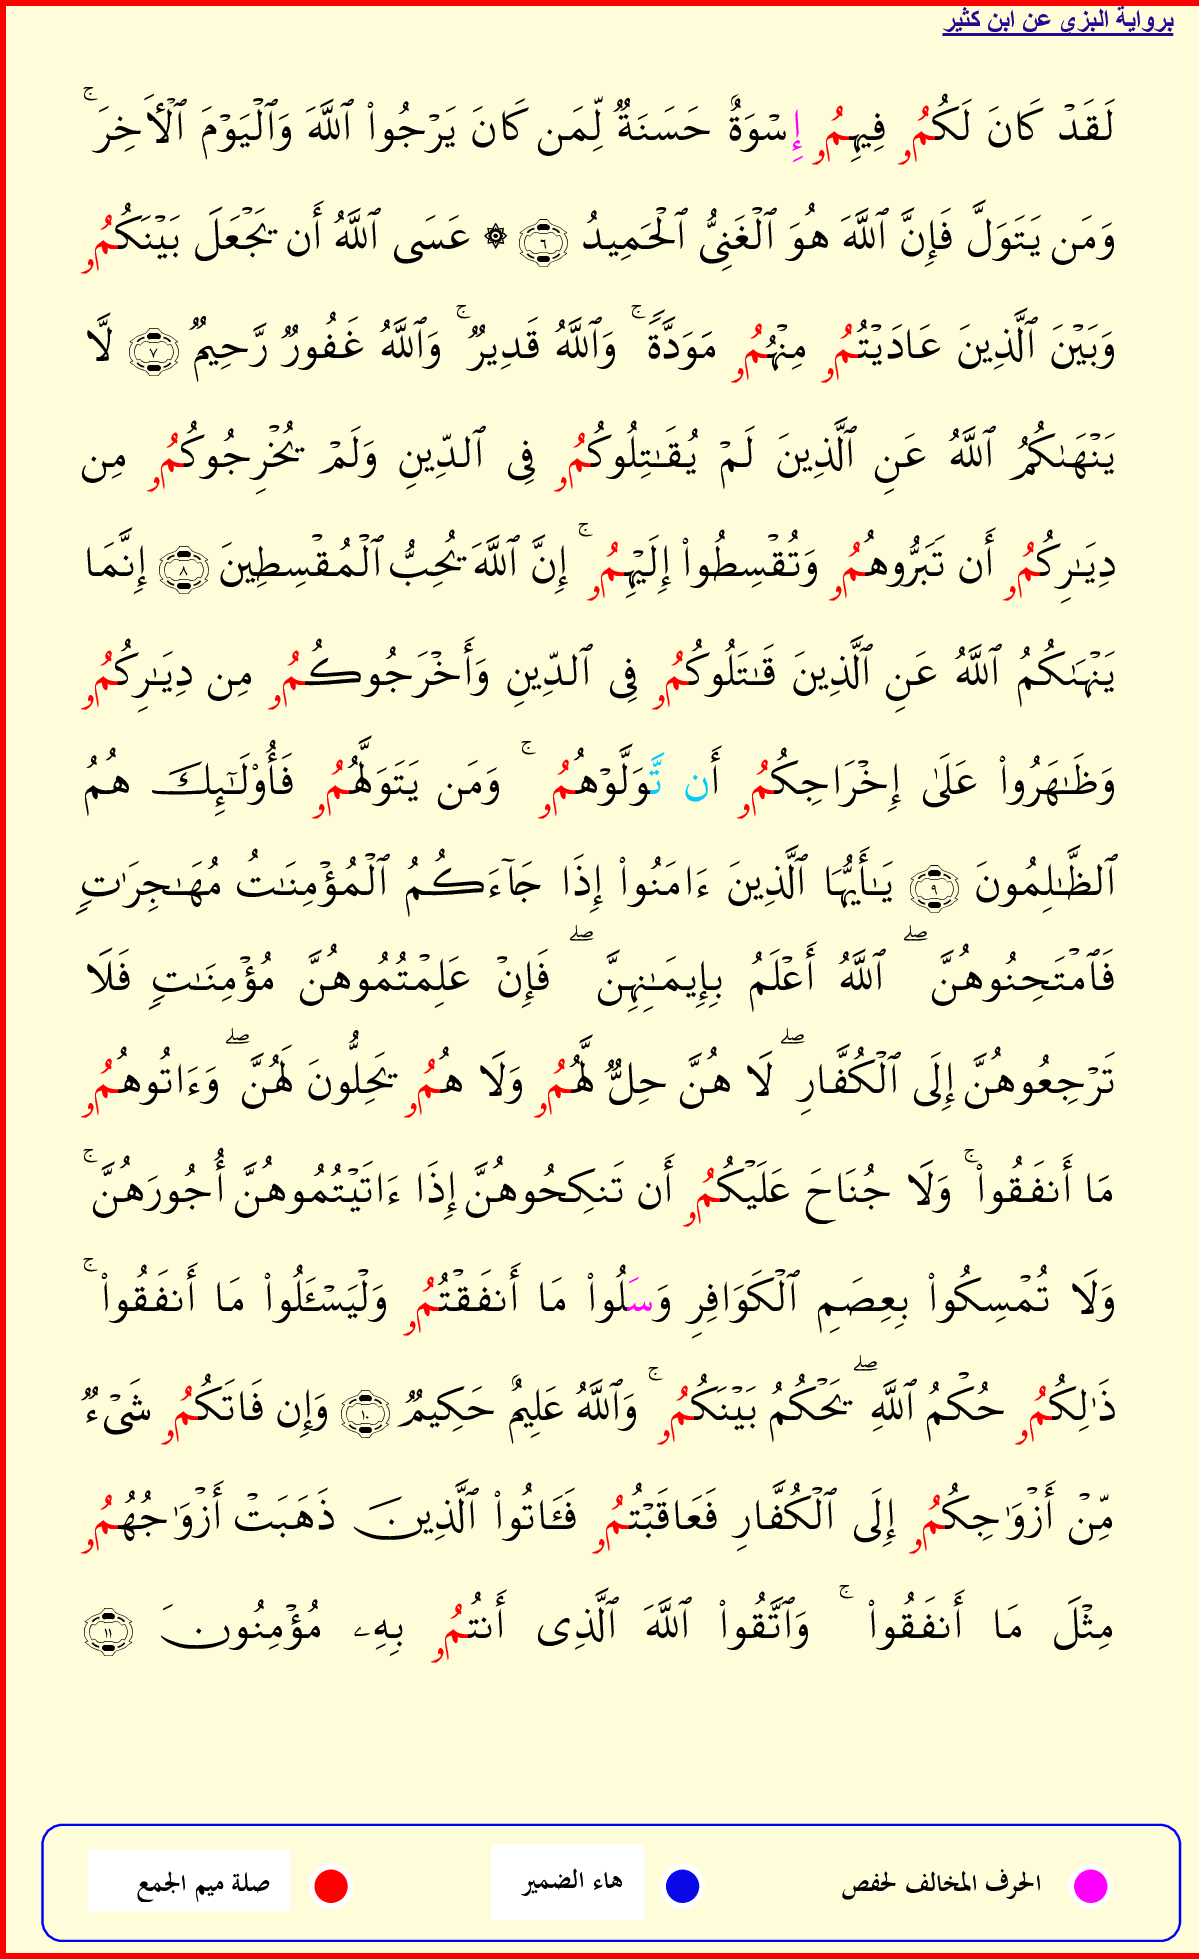 برواية البزي عن ابن كثير
لَقَدۡ كَانَ لَكُمُۥ فِيهِمُۥ إِسۡوَةٌ حَسَنَةٞ لِّمَن كَانَ يَرۡجُواْ ٱللَّهَ وَٱلۡيَوۡمَ ٱلۡأٓخِرَۚ
وَمَن يَتَوَلَّ فَإِنَّ ٱللَّهَ هُوَ ٱلۡغَنِيُّ ٱلۡحَمِيدُ ٦ ۞ عَسَى ٱللَّهُ أَن يَجۡعَلَ بَيۡنَكُمُۥ
وَبَيۡنَ ٱلَّذِينَ عَادَيۡتُمُۥ مِنۡهُمُۥ مَوَدَّةٗۚ وَٱللَّهُ قَدِيرٞۚ وَٱللَّهُ غَفُورٞ رَّحِيمٞ ٧ لَّا
يَنۡهَىٰكُمُ ٱللَّهُ عَنِ ٱلَّذِينَ لَمۡ يُقَٰتِلُوكُمُۥ فِي ٱلدِّينِ وَلَمۡ يُخۡرِجُوكُمُۥ مِن
دِيَٰرِكُمُۥ أَن تَبَرُّوهُمُۥ وَتُقۡسِطُواْ إِلَيۡهِمُۥۚ إِنَّ ٱللَّهَ يُحِبُّ ٱلۡمُقۡسِطِينَ ٨ إِنَّمَا
يَنۡهَىٰكُمُ ٱللَّهُ عَنِ ٱلَّذِينَ قَٰتَلُوكُمُۥ فِي ٱلدِّينِ وَأَخۡرَجُوكُمُۥ مِن دِيَٰرِكُمُۥ
وَظَٰهَرُواْ عَلَىٰ إِخۡرَاجِكُمُۥ أَن تَّوَلَّوۡهُمُۥۚ وَمَن يَتَوَلَّهُمُۥ فَأُوْلَٰٓئِكَ هُمُ
ٱلظَّٰلِمُونَ ٩ يَٰأَيُّهَا ٱلَّذِينَ ءَامَنُواْ إِذَا جَآءَكُمُ ٱلۡمُؤۡمِنَٰتُ مُهَٰجِرَٰتٖ
فَٱمۡتَحِنُوهُنَّۖ ٱللَّهُ أَعۡلَمُ بِإِيمَٰنِهِنَّۖ فَإِنۡ عَلِمۡتُمُوهُنَّ مُؤۡمِنَٰتٖ فَلَا
تَرۡجِعُوهُنَّ إِلَى ٱلۡكُفَّارِۖ لَا هُنَّ حِلّٞ لَّهُمُۥ وَلَا هُمُۥ يَحِلُّونَ لَهُنَّۖ وَءَاتُوهُمُۥ
مَا أَنفَقُواْۚ وَلَا جُنَاحَ عَلَيۡكُمُۥ أَن تَنكِحُوهُنَّ إِذَا ءَاتَيۡتُمُوهُنَّ أُجُورَهُنَّۚ
وَلَا تُمۡسِكُواْ بِعِصَمِ ٱلۡكَوَافِرِ وَسَلُواْ مَا أَنفَقۡتُمُۥ وَلۡيَسۡـَٔلُواْ مَا أَنفَقُواْۚ
ذَٰلِكُمُۥ حُكۡمُ ٱللَّهِۖ يَحۡكُمُ بَيۡنَكُمُۥۚ وَٱللَّهُ عَلِيمٌ حَكِيمٞ ١٠ وَإِن فَاتَكُمُۥ شَيۡءٞ
مِّنۡ أَزۡوَٰجِكُمُۥ إِلَى ٱلۡكُفَّارِ فَعَاقَبۡتُمُۥ فَـَٔاتُواْ ٱلَّذِينَ ذَهَبَتۡ أَزۡوَٰجُهُمُۥ
مِثۡلَ مَا أَنفَقُواْۚ وَٱتَّقُواْ ٱللَّهَ ٱلَّذِي أَنتُمُۥ بِهِۦ مُؤۡمِنُونَ ١١
الحرف المخالف لحفص هاء الضمير صلة ميم الجمع